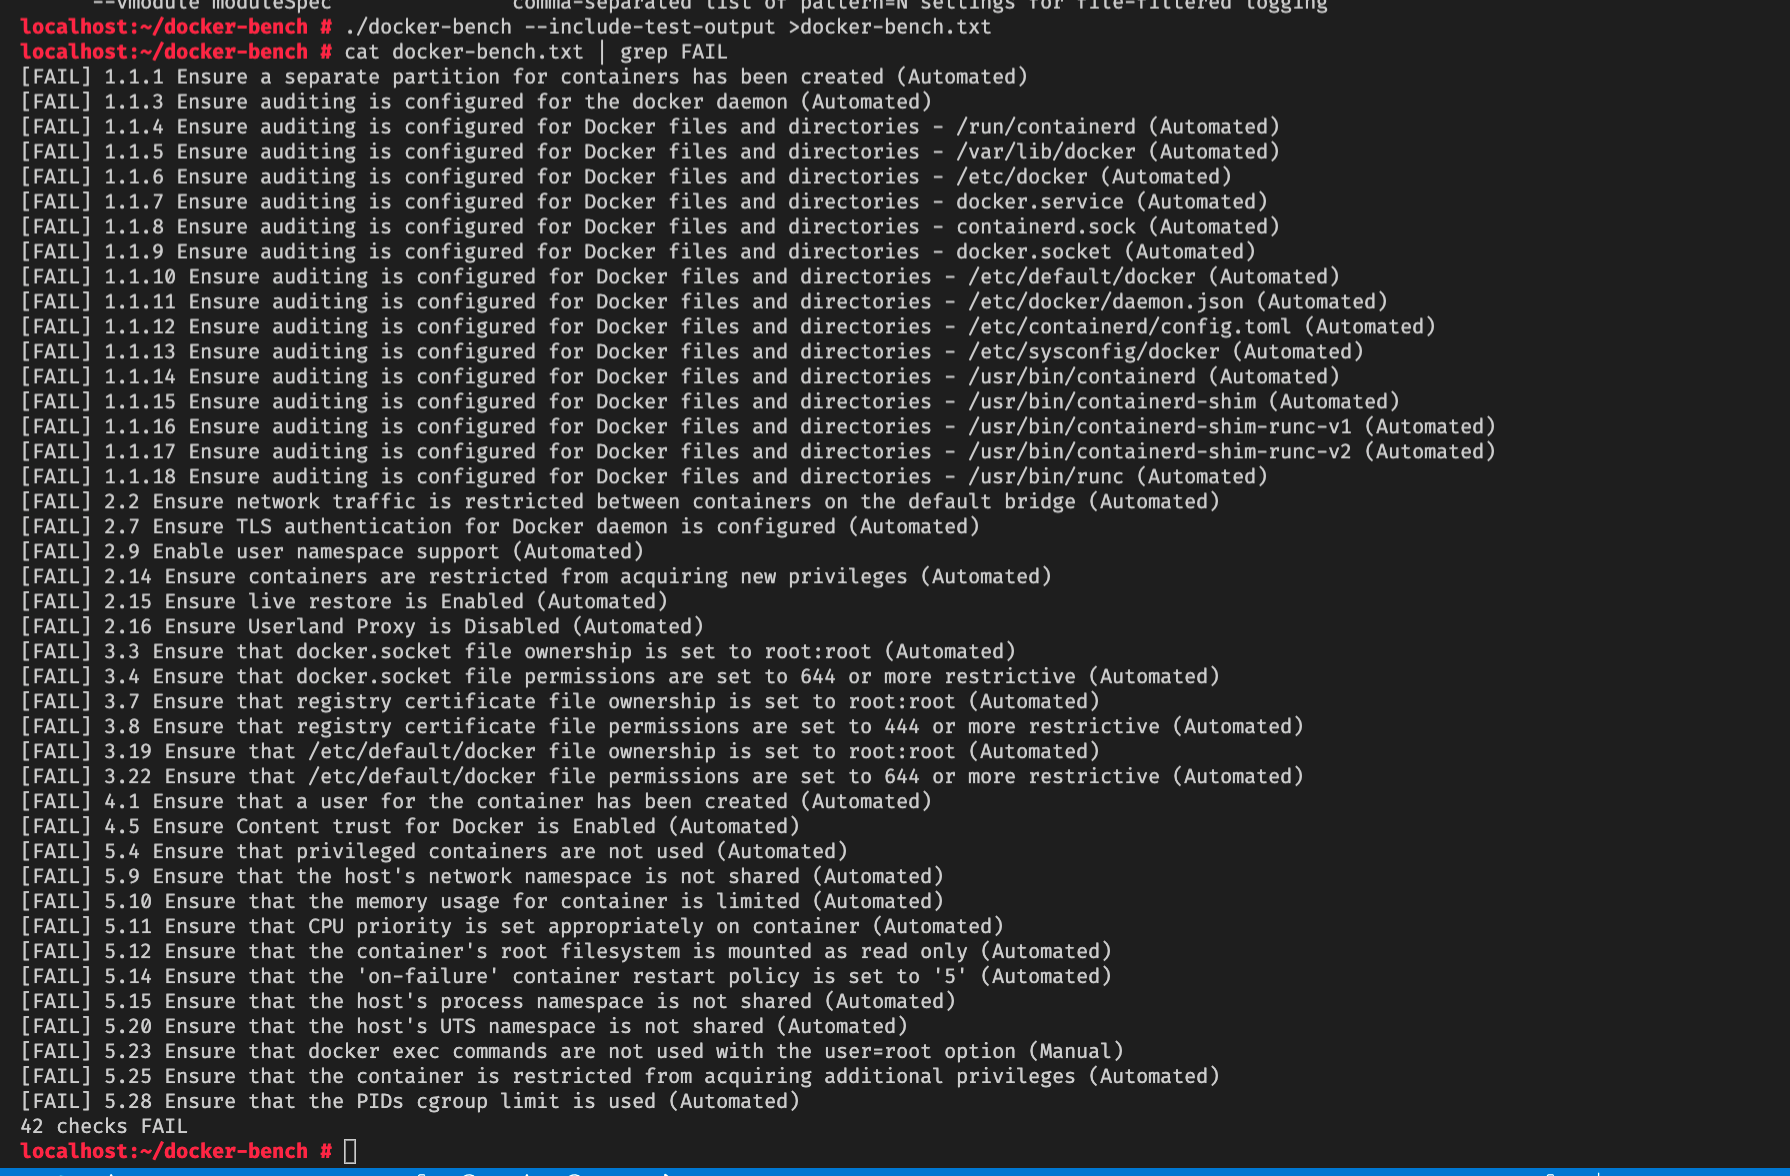 --vmodule moduleSpec comma-separated list of pattern=N settings for file-filtered logging
localhost:~/docker-bench # ./docker-bench --include-test-output >docker-bench.txt
localhost:~/docker-bench # cat docker-bench.txt | grep FAIL
[FAIL] 1.1.1 Ensure a separate partition for containers has been created (Automated)
[FAIL] 1.1.3 Ensure auditing is configured for the docker daemon (Automated)
[FAIL] 1.1.4 Ensure auditing is configured for Docker files and directories - /run/containerd (Automated)
[FAIL] 1.1.5 Ensure auditing is configured for Docker files and directories - /var/lib/docker (Automated)
[FAIL] 1.1.6 Ensure auditing is configured for Docker files and directories - /etc/docker (Automated)
[FAIL] 1.1.7 Ensure auditing is configured for Docker files and directories - docker.service (Automated)
[FAIL] 1.1.8 Ensure auditing is configured for Docker files and directories - containerd.sock (Automated)
[FAIL] 1.1.9 Ensure auditing is configured for Docker files and directories - docker.socket (Automated)
[FAIL] 1.1.10 Ensure auditing is configured for Docker files and directories - /etc/default/docker (Automated)
[FAIL] 1.1.11 Ensure auditing is configured for Docker files and directories - /etc/docker/daemon.json (Automated)
[FAIL] 1.1.12 Ensure auditing is configured for Docker files and directories - /etc/containerd/config.toml (Automated)
[FAIL] 1.1.13 Ensure auditing is configured for Docker files and directories - /etc/sysconfig/docker (Automated)
[FAIL] 1.1.14 Ensure auditing is configured for Docker files and directories - /usr/bin/containerd (Automated)
[FAIL] 1.1.15 Ensure auditing is configured for Docker files and directories - /usr/bin/containerd-shim (Automated)
[FAIL] 1.1.16 Ensure auditing is configured for Docker files and directories - /usr/bin/containerd-shim-runc-v1 (Automated)
[FAIL] 1.1.17 Ensure auditing is configured for Docker files and directories - /usr/bin/containerd-shim-runc-v2 (Automated)
[FAIL] 1.1.18 Ensure auditing is configured for Docker files and directories - /usr/bin/runc (Automated)
[FAIL] 2.2 Ensure network traffic is restricted between containers on the default bridge (Automated)
[FAIL] 2.7 Ensure TLS authentication for Docker daemon is configured (Automated)
[FAIL] 2.9 Enable user namespace support (Automated)
[FAIL] 2.14 Ensure containers are restricted from acquiring new privileges (Automated)
[FAIL] 2.15 Ensure live restore is Enabled (Automated)
[FAIL] 2.16 Ensure Userland Proxy is Disabled (Automated)
[FAIL] 3.3 Ensure that docker.socket file ownership is set to root:root (Automated)
[FAIL] 3.4 Ensure that docker.socket file permissions are set to 644 or more restrictive (Automated)
[FAIL] 3.7 Ensure that registry certificate file ownership is set to root:root (Automated)
[FAIL] 3.8 Ensure that registry certificate file permissions are set to 444 or more restrictive (Automated)
[FAIL] 3.19 Ensure that /etc/default/docker file ownership is set to root:root (Automated)
[FAIL] 3.22 Ensure that /etc/default/docker file permissions are set to 644 or more restrictive (Automated)
[FAIL] 4.1 Ensure that a user for the container has been created (Automated)
[FAIL] 4.5 Ensure Content trust for Docker is Enabled (Automated)
[FAIL] 5.4 Ensure that privileged containers are not used (Automated)
[FAIL] 5.9 Ensure that the host's network namespace is not shared (Automated)
[FAIL] 5.10 Ensure that the memory usage for container is limited (Automated)
[FAIL] 5.11 Ensure that CPU priority is set appropriately on container (Automated)
[FAIL] 5.12 Ensure that the container's root filesystem is mounted as read only (Automated)
[FAIL] 5.14 Ensure that the 'on-failure' container restart policy is set to '5' (Automated)
[FAIL] 5.15 Ensure that the host's process namespace is not shared (Automated)
[FAIL] 5.20 Ensure that the host's UTS namespace is not shared (Automated)
[FAIL] 5.23 Ensure that docker exec commands are not used with the user=root option (Manual)
[FAIL] 5.25 Ensure that the container is restricted from acquiring additional privileges (Automated)
[FAIL] 5.28 Ensure that the PIDs cgroup limit is used (Automated)
42 checks FAIL
localhost:~/docker-bench #